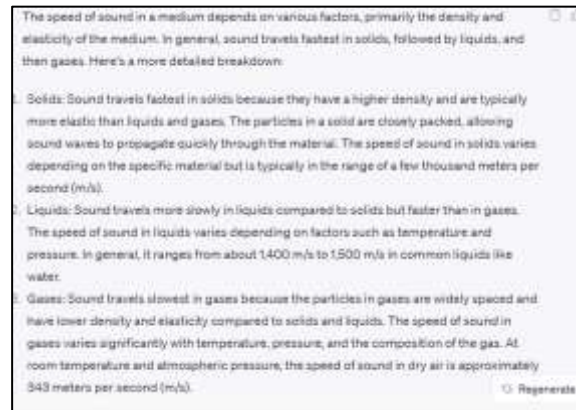 The speed of sound in a medium depends on various factors, primarily the density and
elasticity of the medium. In general, sound travels fastest in solids, followed by liquids, and
then gases. Here's a more detailed breakdown:
Solids: Sound travels fastest in solids because they have a higher density and are typically
more elastic than liquids and gases. The particles in a solid are closely packed, allowing
sound waves to propagate quickly through the material. The speed of sound in solids varies
depending on the specific material but is typically in the range of a few thousand meters per
second (m/s).
Liquids: Sound travels more slowly in liquids compared to solids but faster than in gases.
The speed of sound in liquids varies depending on factors such as temperature and
pressure. In general, it ranges from about 1,400 m/s to 1,500 m/s in common liquids like
water.
Gases: Sound travels slowest in gases because the particles in gases are widely spaced and
have lower density and elasticity compared to solids and liquids. The speed of sound in
gases varies significantly with temperature, pressure, and the composition of the gas. At
room temperature and atmospheric pressure, the speed of sound in dry air is approximately
343 meters per second (m/s).
Regenerate